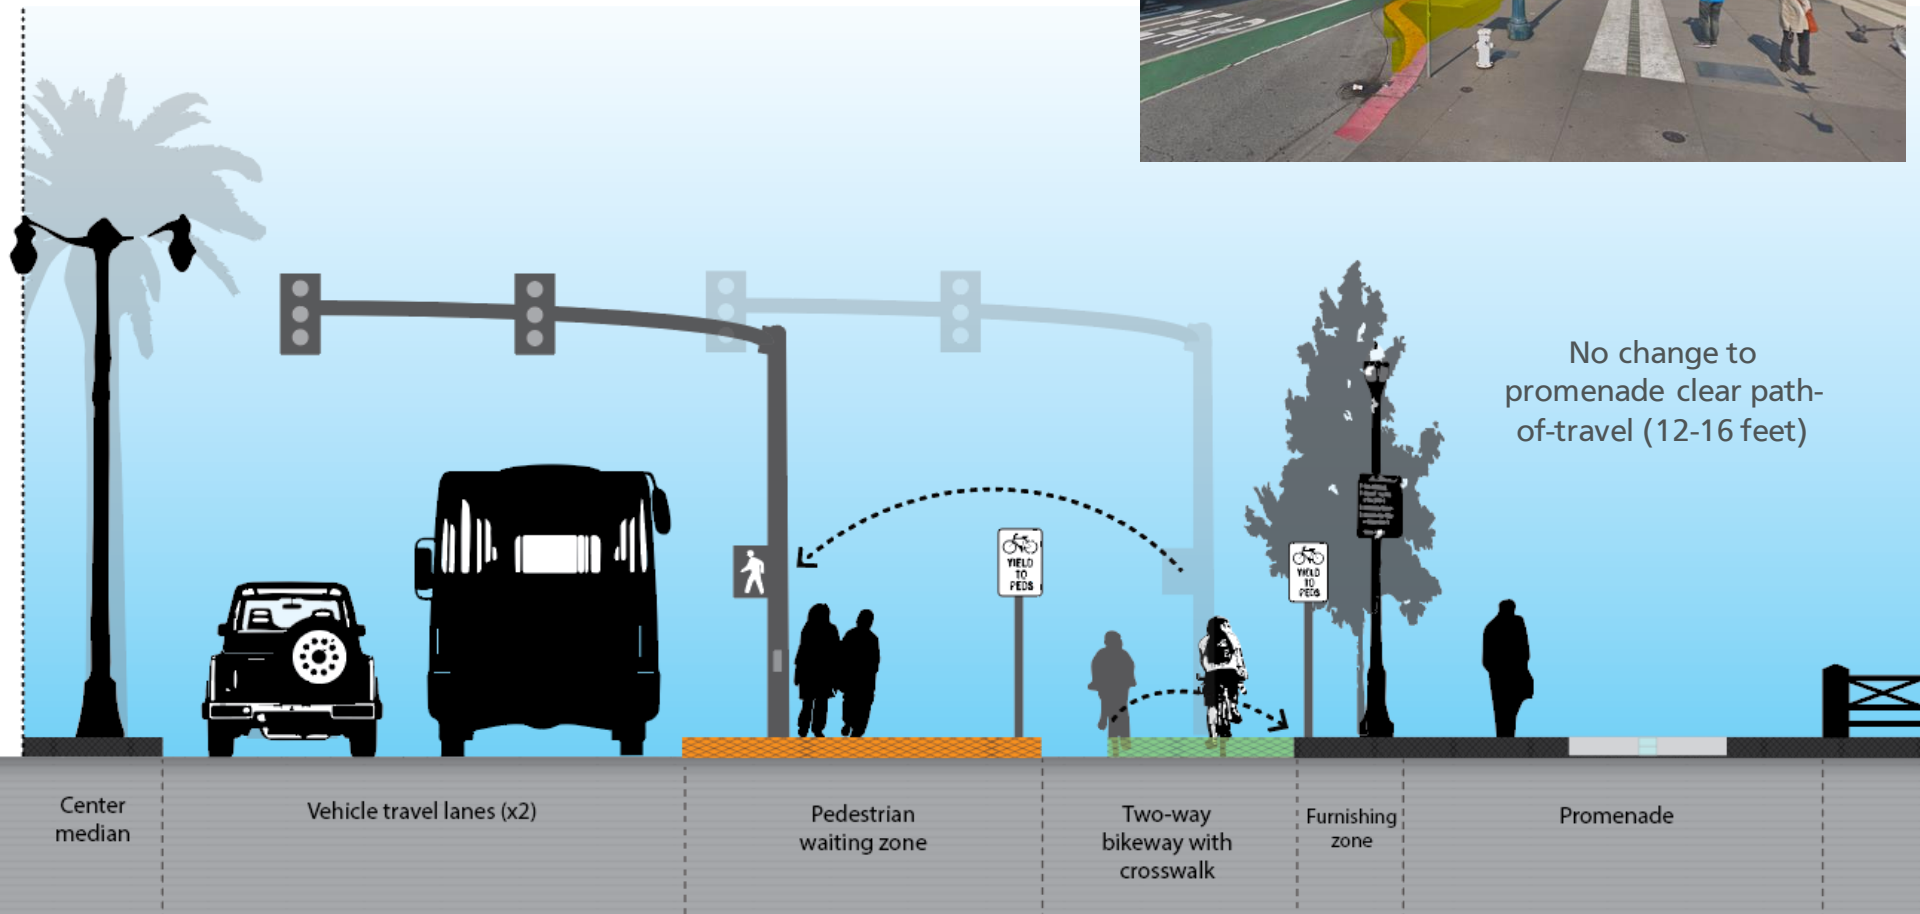 No change to
promenade clear path-
of-travel (12-16 feet)
YIELD
TO
PEDS
YIELD
TO
PEDS
Center
median
Vehicle travel lanes (x2)
Pedestrian
waiting zone
Two-way
bikeway with
crosswalk
Furnishing
zone
Promenade